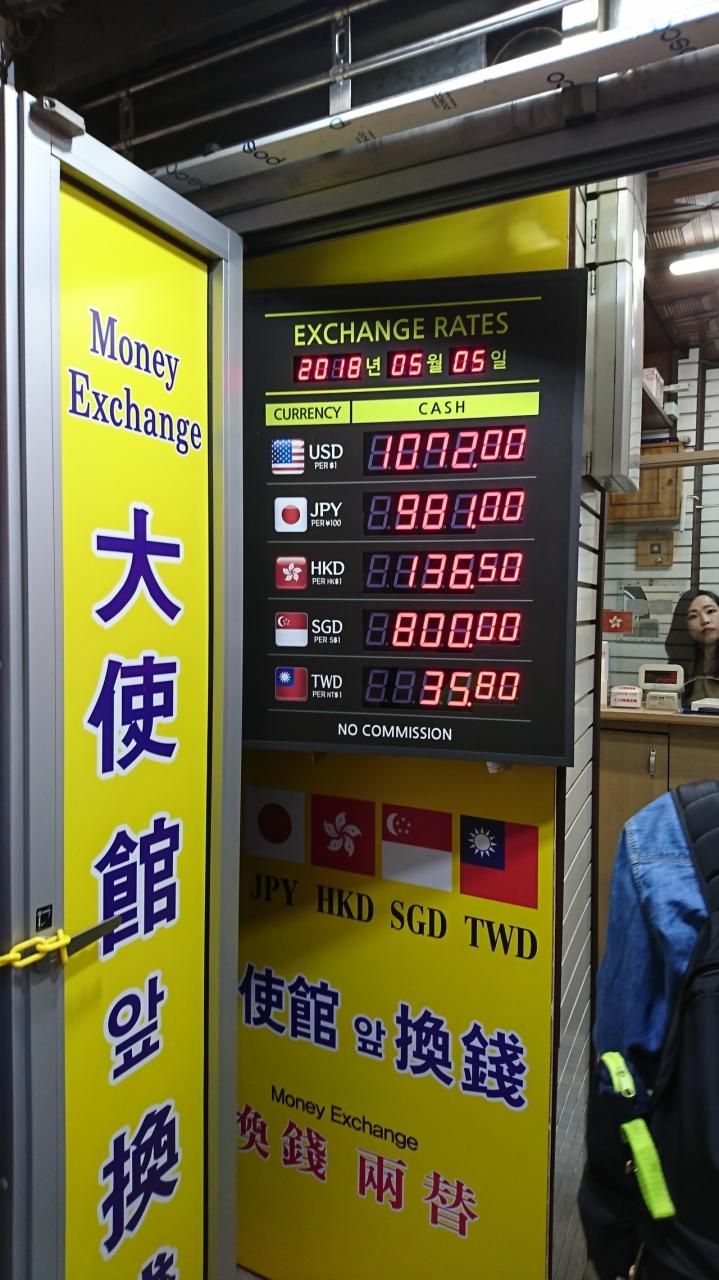 Money
Exchange
大
使
館
앞
換
EXCHANGE RATES
2018년 05월 05일
CURRENCY CASH
USD 1072.00
PER $1
JPY 981.00
PER ¥100
HKD 136.50
PER HK$1
SGD 800.00
PER S$1
TWD 35.80
PER NT$1
NO COMMISSION
JPY HKD SGD TWD
使館 앞 換錢
Money Exchange
換錢 兩替